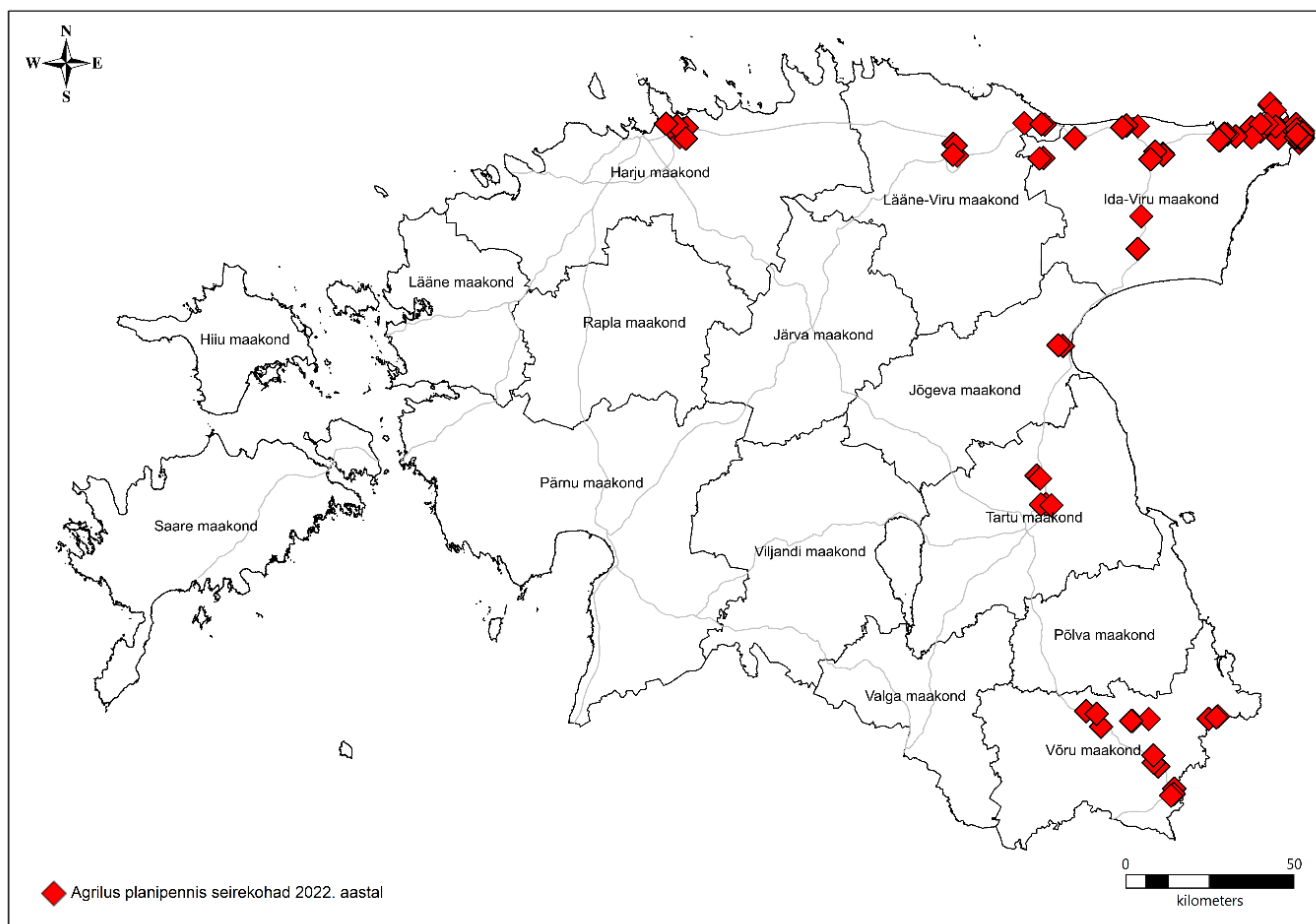 N
W E
S
Harju maakond
Lääne-Viru maakond
Ida-Viru maakond
Lääne maakond
Hiiu maakond
Rapla maakond
Järva maakond
Jõgeva maakond
Pärnu maakond
Saare maakond
Tartu maakond
Viljandi maakond
Põlva maakond
Valga maakond
Võru maakond
Agrilus planipennis seirekohad 2022. aastal
0 50
kilometers